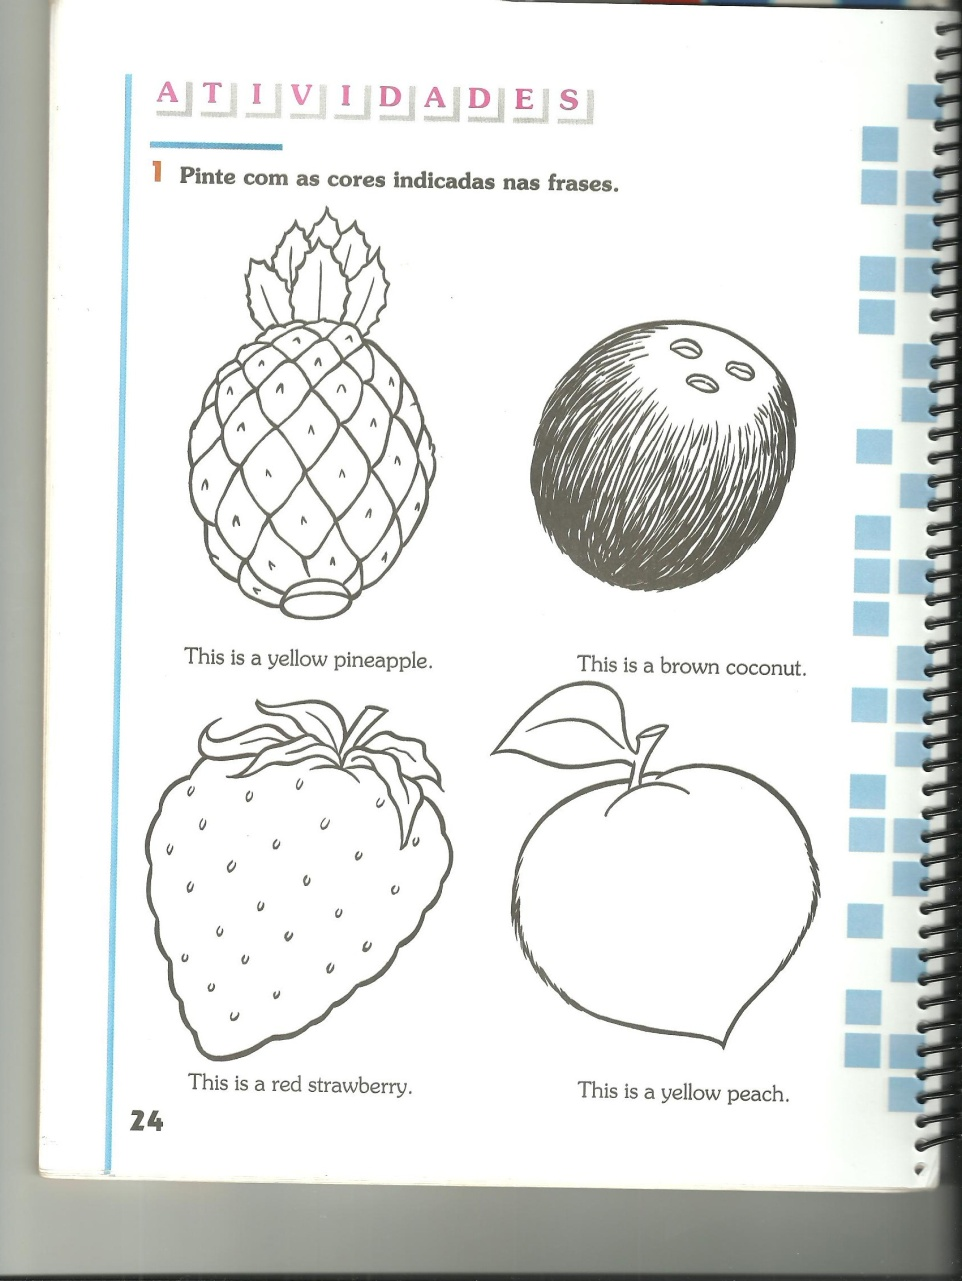 ATIVIDADES
1 Pinte com as cores indicadas nas frases.
This is a yellow pineapple.
This is a brown coconut.
This is a red strawberry.
This is a yellow peach.
24